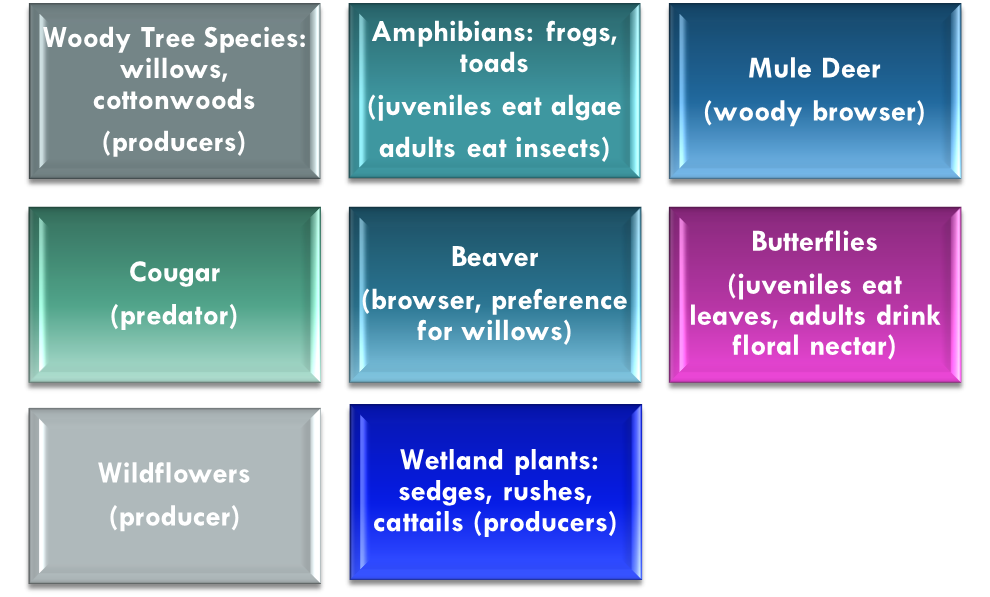 Woody Tree Species:
willows,
cottonwoods
(producers)
Amphibians: frogs,
toads
(juveniles eat algae
adults eat insects)
Mule Deer
(woody browser)
Cougar
(predator)
Beaver
(browser, preference
for willows)
Butterflies
(juveniles eat
leaves, adults drink
floral nectar)
Wildflowers
(producer)
Wetland plants:
sedges, rushes,
cattails (producers)